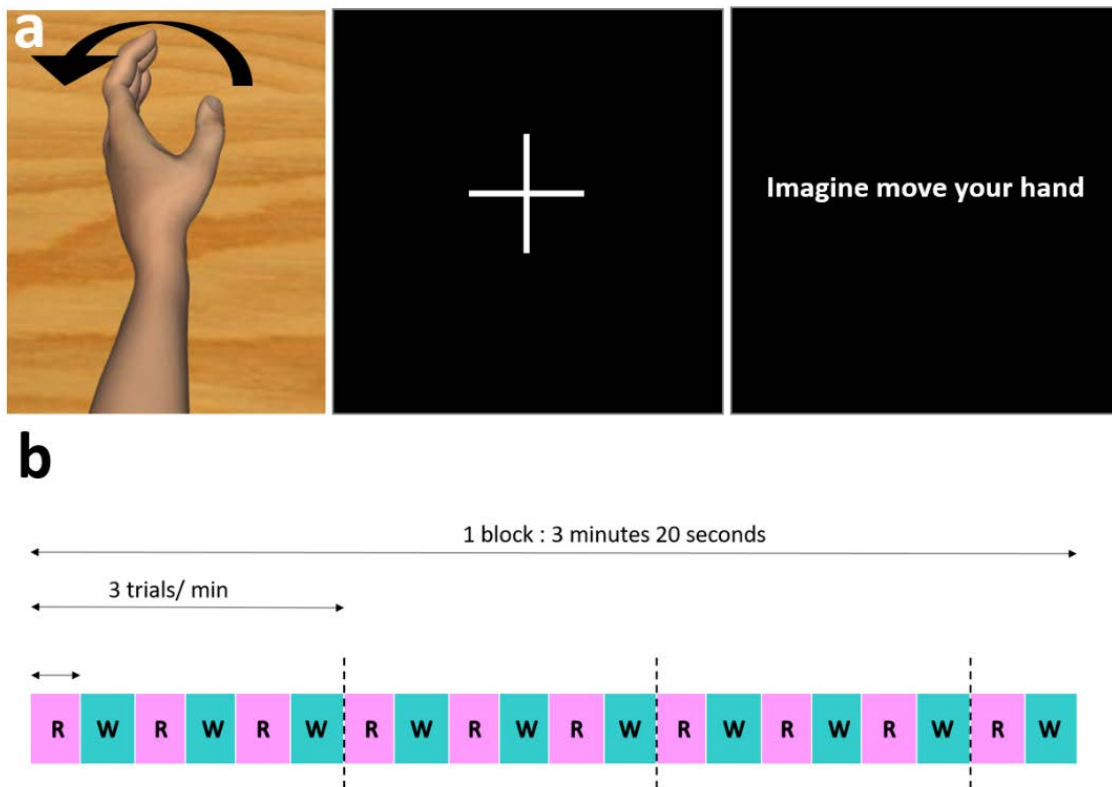 a
Imagine move your hand
b
1 block : 3 minutes 20 seconds
3 trials/ min
R W R W R W R W R W R W R W R W R W R W